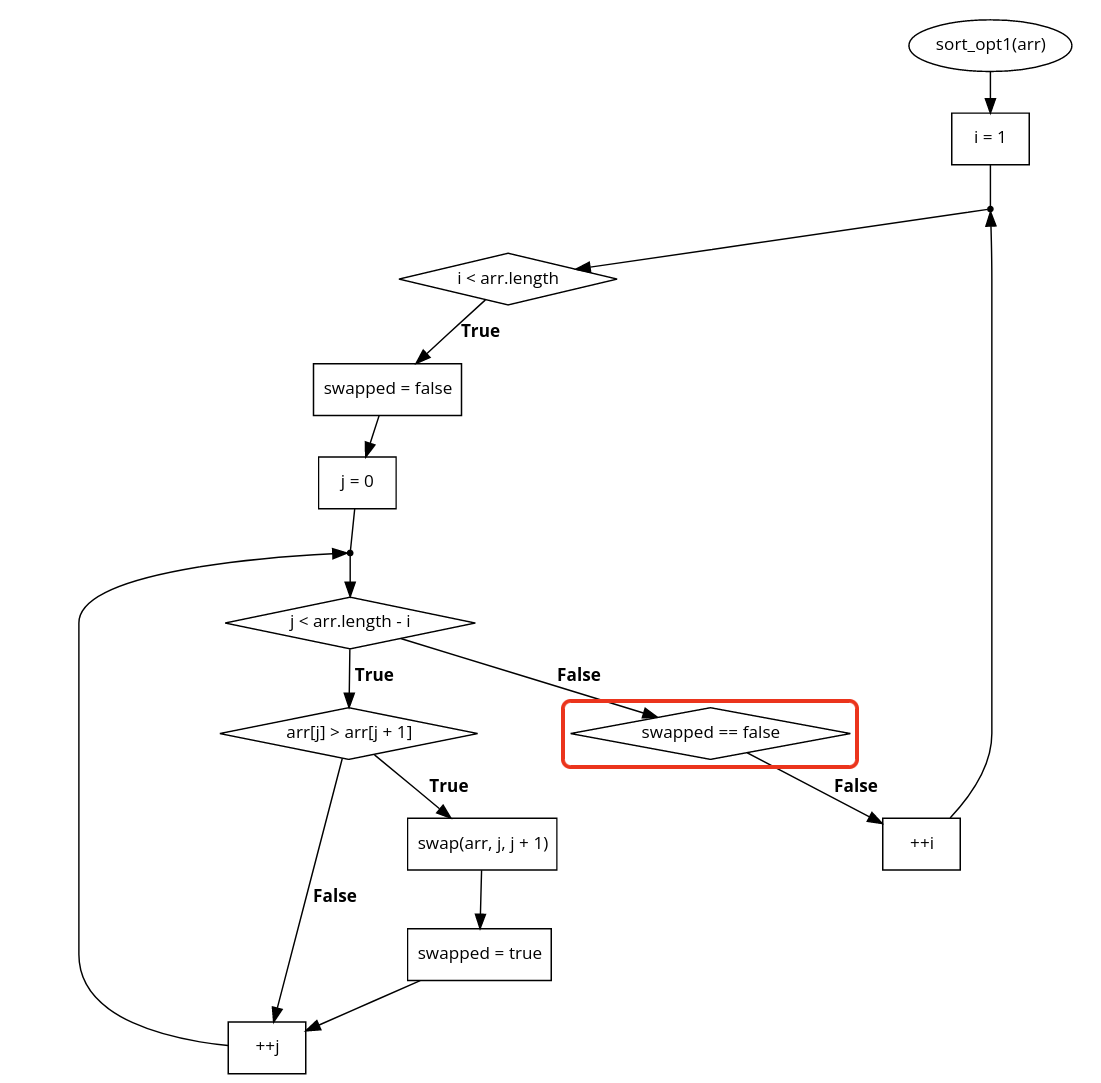 sort_opt1(arr)
i = 1
i < arr.length
True
swapped = false
j = 0
j < arr.length - i
True
False
arr[j] > arr[j + 1]
swapped == false
True
False
swap(arr, j, j + 1)
++i
False
swapped = true
++j